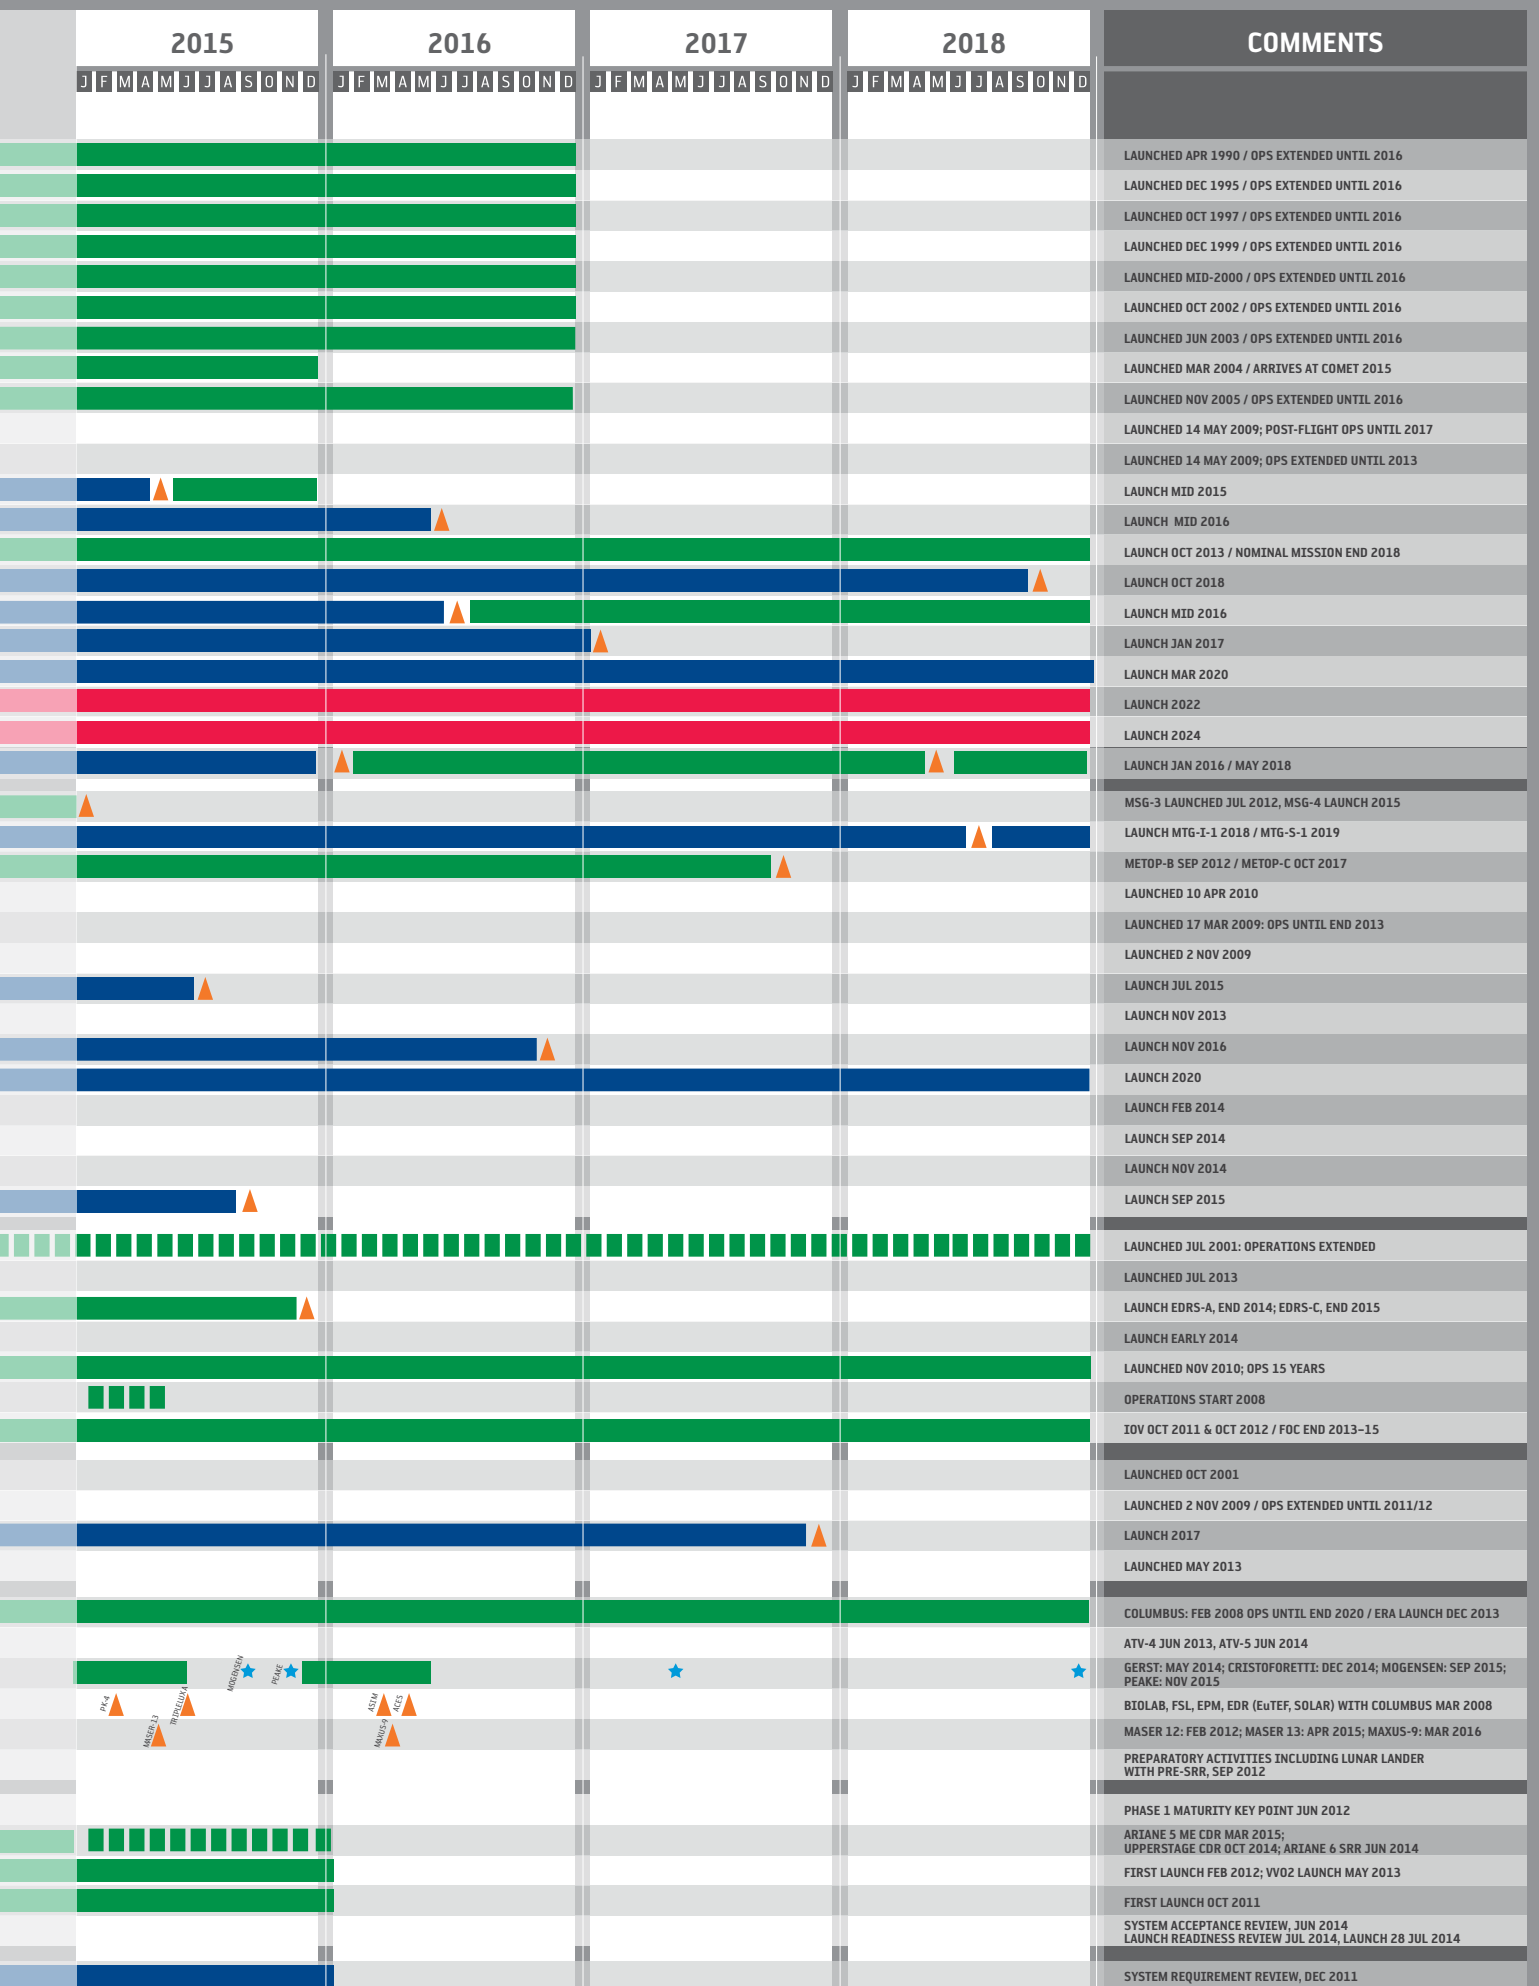 2015 2016 2017 2018 COMMENTS
J F M A M J J A S O N D J F M A M J J A S O N D J F M A M J J A S O N D J F M A M J J A S O N D
LAUNCHED APR 1990 / OPS EXTENDED UNTIL 2016
LAUNCHED DEC 1995 / OPS EXTENDED UNTIL 2016
LAUNCHED OCT 1997 / OPS EXTENDED UNTIL 2016
LAUNCHED DEC 1999 / OPS EXTENDED UNTIL 2016
LAUNCHED MID-2000 / OPS EXTENDED UNTIL 2016
LAUNCHED OCT 2002 / OPS EXTENDED UNTIL 2016
LAUNCHED JUN 2003 / OPS EXTENDED UNTIL 2016
LAUNCHED MAR 2004 / ARRIVES AT COMET 2015
LAUNCHED NOV 2005 / OPS EXTENDED UNTIL 2016
LAUNCHED 14 MAY 2009; POST-FLIGHT OPS UNTIL 2017
LAUNCHED 14 MAY 2009; OPS EXTENDED UNTIL 2013
LAUNCH MID 2015
LAUNCH MID 2016
LAUNCH OCT 2013 / NOMINAL MISSION END 2018
LAUNCH OCT 2018
LAUNCH MID 2016
LAUNCH JAN 2017
LAUNCH MAR 2020
LAUNCH 2022
LAUNCH 2024
LAUNCH JAN 2016 / MAY 2018
MSG-3 LAUNCHED JUL 2012, MSG-4 LAUNCH 2015
LAUNCH MTG-I-1 2018 / MTG-S-1 2019
METOP-B SEP 2012 / METOP-C OCT 2017
LAUNCHED 10 APR 2010
LAUNCHED 17 MAR 2009: OPS UNTIL END 2013
LAUNCHED 2 NOV 2009
LAUNCH JUL 2015
LAUNCH NOV 2013
LAUNCH NOV 2016
LAUNCH 2020
LAUNCH FEB 2014
LAUNCH SEP 2014
LAUNCH NOV 2014
LAUNCH SEP 2015
LAUNCHED JUL 2001: OPERATIONS EXTENDED
LAUNCHED JUL 2013
LAUNCH EDRS-A, END 2014; EDRS-C, END 2015
LAUNCH EARLY 2014
LAUNCHED NOV 2010; OPS 15 YEARS
OPERATIONS START 2008
IOV OCT 2011 & OCT 2012 / FOC END 2013–15
LAUNCHED OCT 2001
LAUNCHED 2 NOV 2009 / OPS EXTENDED UNTIL 2011/12
LAUNCH 2017
LAUNCHED MAY 2013
COLUMBUS: FEB 2008 OPS UNTIL END 2020 / ERA LAUNCH DEC 2013
ATV-4 JUN 2013, ATV-5 JUN 2014
MOGENSEN PEAKE GERST: MAY 2014; CRISTOFORETTI: DEC 2014; MOGENSEN: SEP 2015;
PEAKE: NOV 2015
PK-4 TRIPLELUXA ASIM ACES BIOLAB, FSL, EPM, EDR (EuTEF, SOLAR) WITH COLUMBUS MAR 2008
MASER-13 MAXUS-9 MASER 12: FEB 2012; MASER 13: APR 2015; MAXUS-9: MAR 2016
PREPARATORY ACTIVITIES INCLUDING LUNAR LANDER
WITH PRE-SRR, SEP 2012
PHASE 1 MATURITY KEY POINT JUN 2012
ARIANE 5 ME CDR MAR 2015;
UPPERSTAGE CDR OCT 2014; ARIANE 6 SRR JUN 2014
FIRST LAUNCH FEB 2012; VV02 LAUNCH MAY 2013
FIRST LAUNCH OCT 2011
SYSTEM ACCEPTANCE REVIEW, JUN 2014
LAUNCH READINESS REVIEW JUL 2014, LAUNCH 28 JUL 2014
SYSTEM REQUIREMENT REVIEW, DEC 2011